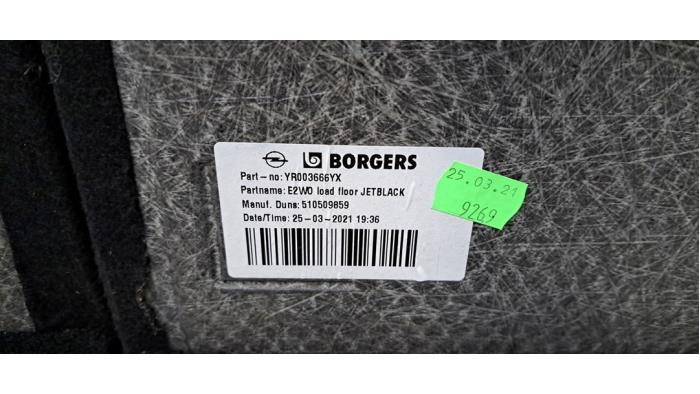 BORGERS
Part-no: YR003666YX
Partname: E2WO load floor JETBLACK
Manuf. Duns: 510509859
Date/Time: 25-03-2021 19:36
25.03.21
9269